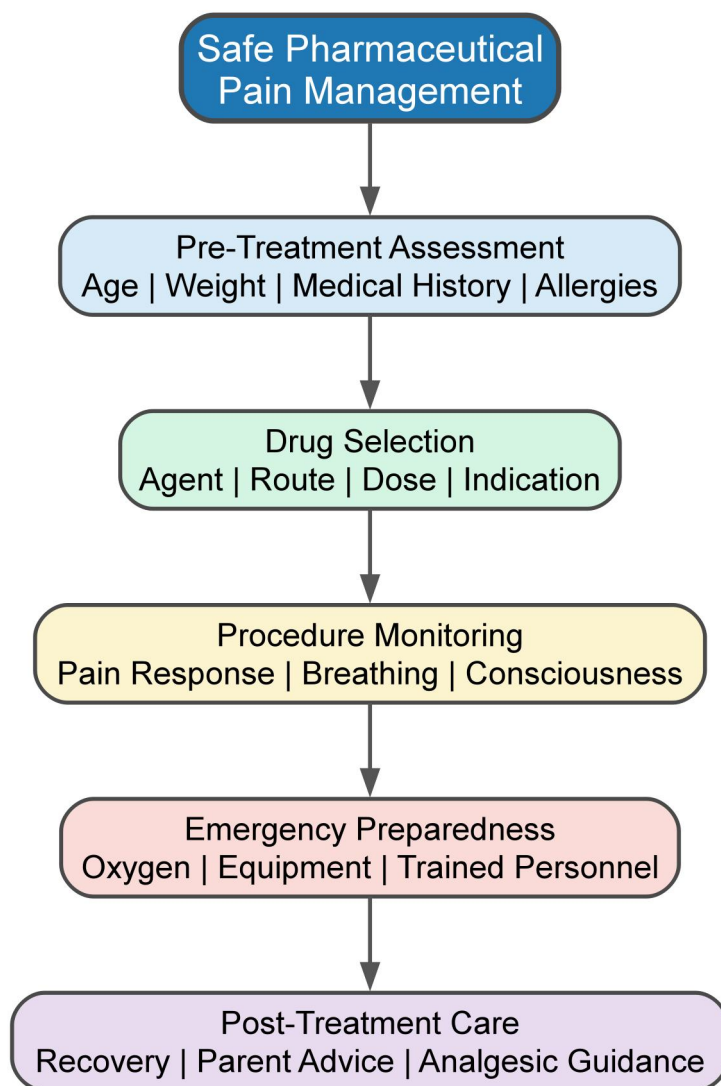 Safe Pharmaceutical
Pain Management
Pre-Treatment Assessment
Age | Weight | Medical History | Allergies
Drug Selection
Agent | Route | Dose | Indication
Procedure Monitoring
Pain Response | Breathing | Consciousness
Emergency Preparedness
Oxygen | Equipment | Trained Personnel
Post-Treatment Care
Recovery | Parent Advice | Analgesic Guidance